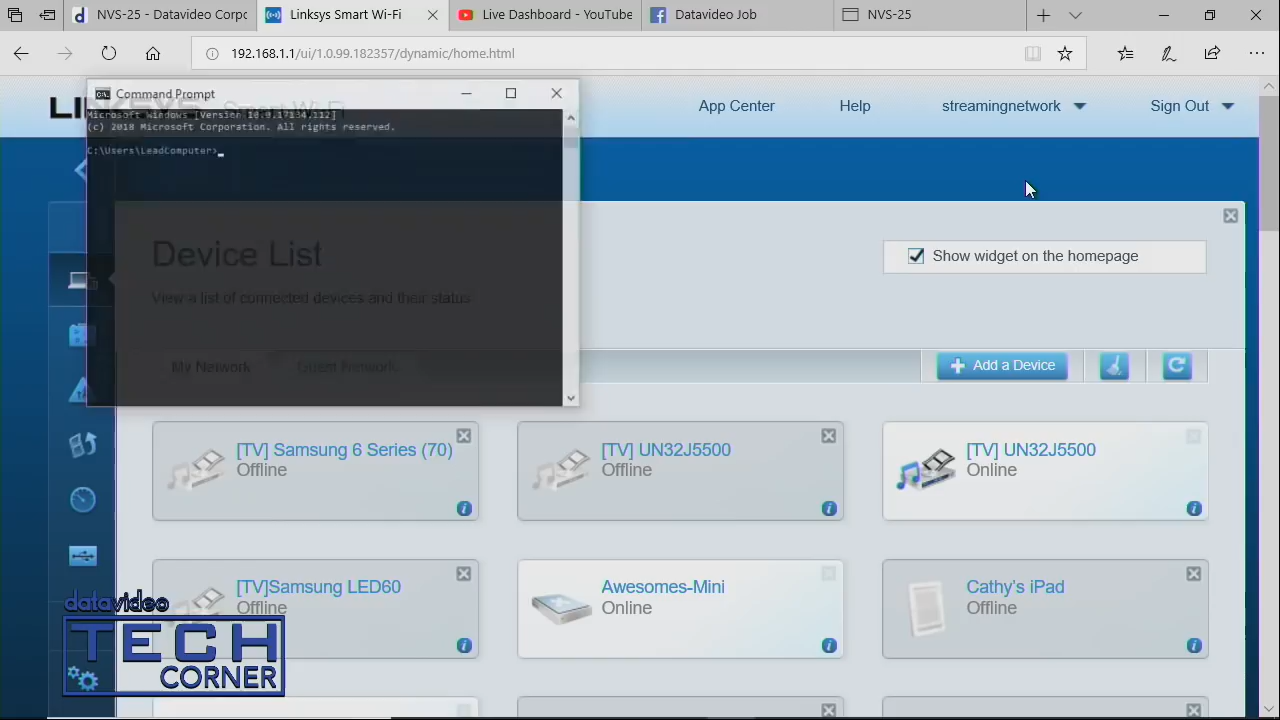 NVS-25 - Datavideo Corpc
Linksys Smart Wi-Fi
Live Dashboard - YouTube
Datavideo Job
NVS-25
192.168.1.1/ui/1.0.99.182357/dynamic/home.html
LINKSYS Smart Wi-Fi
App Center
Help
streamingnetwork
Sign Out
Command Prompt
Microsoft Windows [Version 10.0.17134.112]
(c) 2018 Microsoft Corporation. All rights reserved.
C:\Users\LeadComputer>
Device List
Show widget on the homepage
View a list of connected devices and their status
My Network
Guest Network
Add a Device
[TV] Samsung 6 Series (70)
Offline
[TV] UN32J5500
Offline
[TV] UN32J5500
Online
[TV]Samsung LED60
Offline
Awesomes-Mini
Online
Cathy's iPad
Offline
datavideo
TECH
CORNER